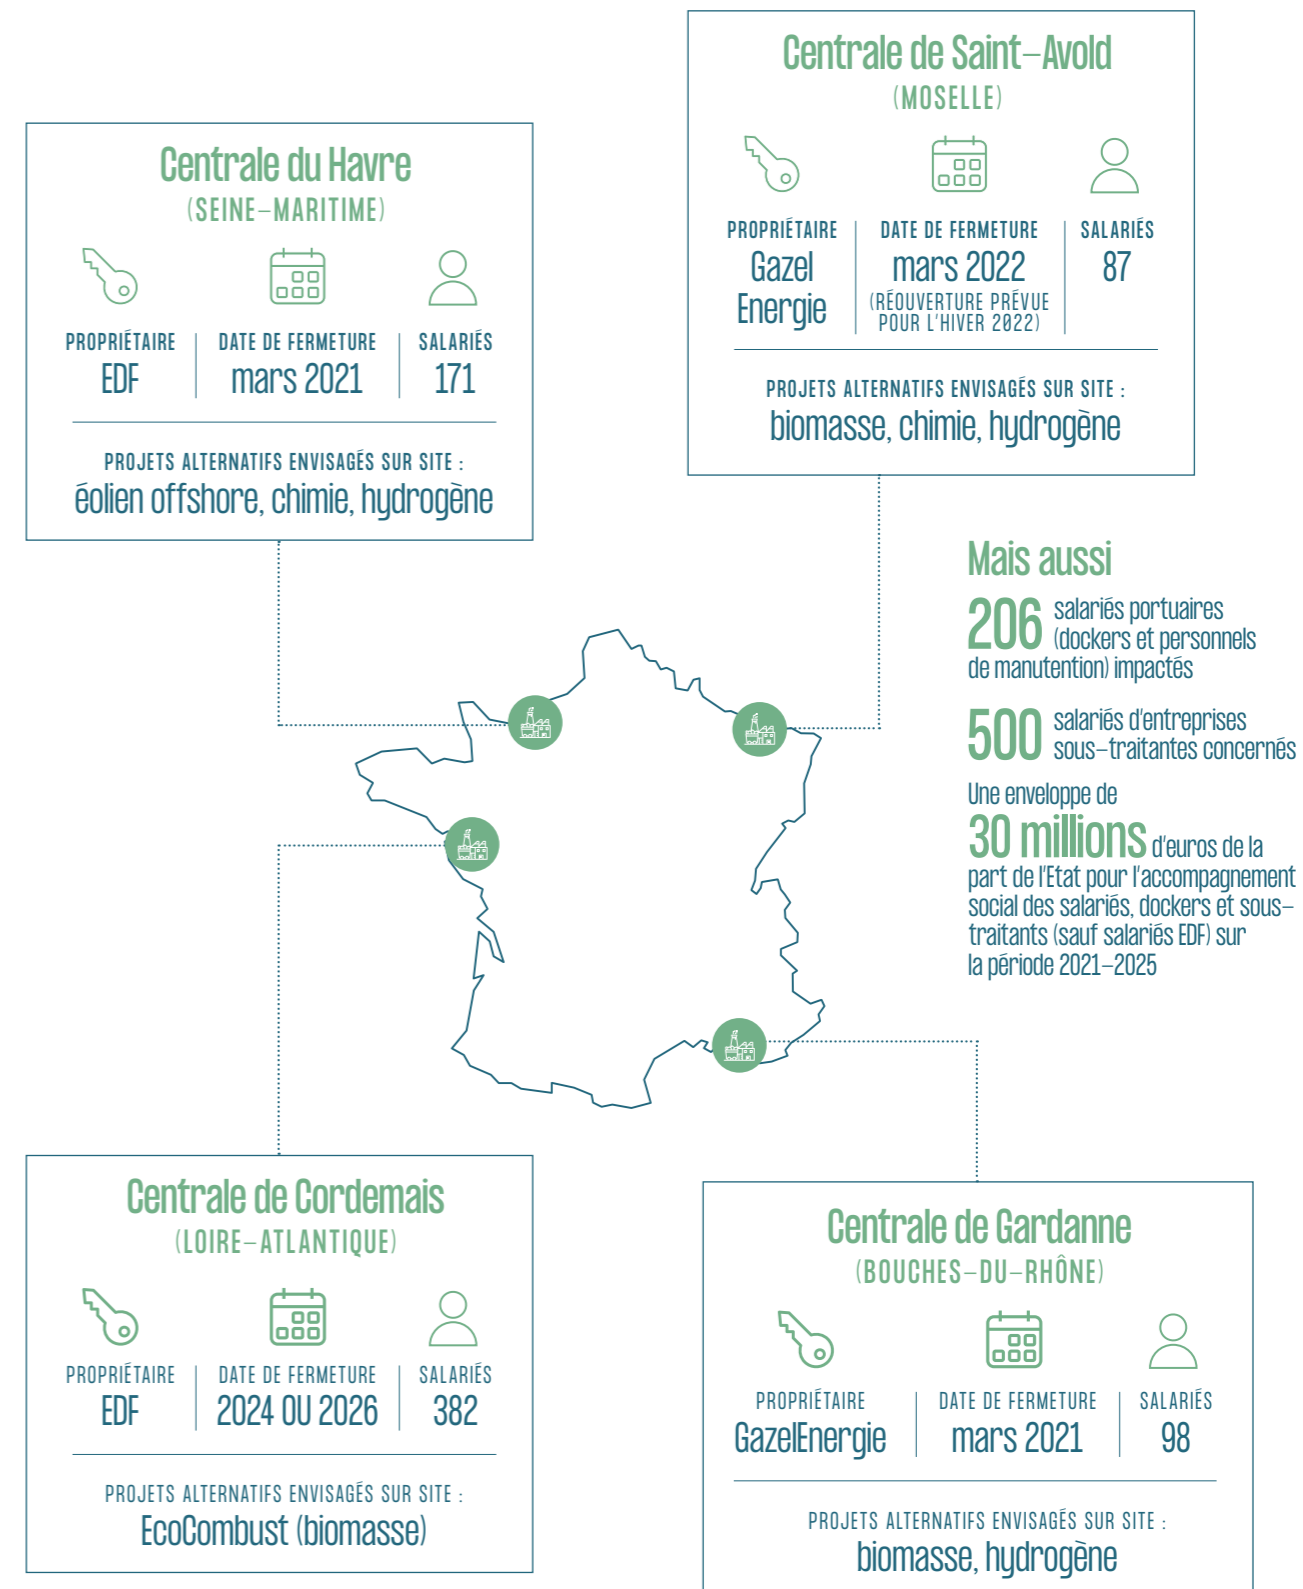 Centrale du Havre
(SEINE–MARITIME)
PROPRIÉTAIRE
EDF
DATE DE FERMETURE
mars 2021
SALARIÉS
171
PROJETS ALTERNATIFS ENVISAGÉS SUR SITE :
éolien offshore, chimie, hydrogène
Centrale de Saint–Avold
(MOSELLE)
PROPRIÉTAIRE
Gazel
Energie
DATE DE FERMETURE
mars 2022
(RÉOUVERTURE PRÉVUE
POUR L'HIVER 2022)
SALARIÉS
87
PROJETS ALTERNATIFS ENVISAGÉS SUR SITE :
biomasse, chimie, hydrogène
Mais aussi
206 salariés portuaires
(dockers et personnels
de manutention) impactés
500 salariés d'entreprises
sous–traitantes concernés
Une enveloppe de
30 millions d'euros de la
part de l'Etat pour l'accompagnement
social des salariés, dockers et sous–
traitants (sauf salariés EDF) sur
la période 2021–2025
Centrale de Cordemais
(LOIRE–ATLANTIQUE)
PROPRIÉTAIRE
EDF
DATE DE FERMETURE
2024 OU 2026
SALARIÉS
382
PROJETS ALTERNATIFS ENVISAGÉS SUR SITE :
EcoCombust (biomasse)
Centrale de Gardanne
(BOUCHES–DU–RHÔNE)
PROPRIÉTAIRE
GazelEnergie
DATE DE FERMETURE
mars 2021
SALARIÉS
98
PROJETS ALTERNATIFS ENVISAGÉS SUR SITE :
biomasse, hydrogène